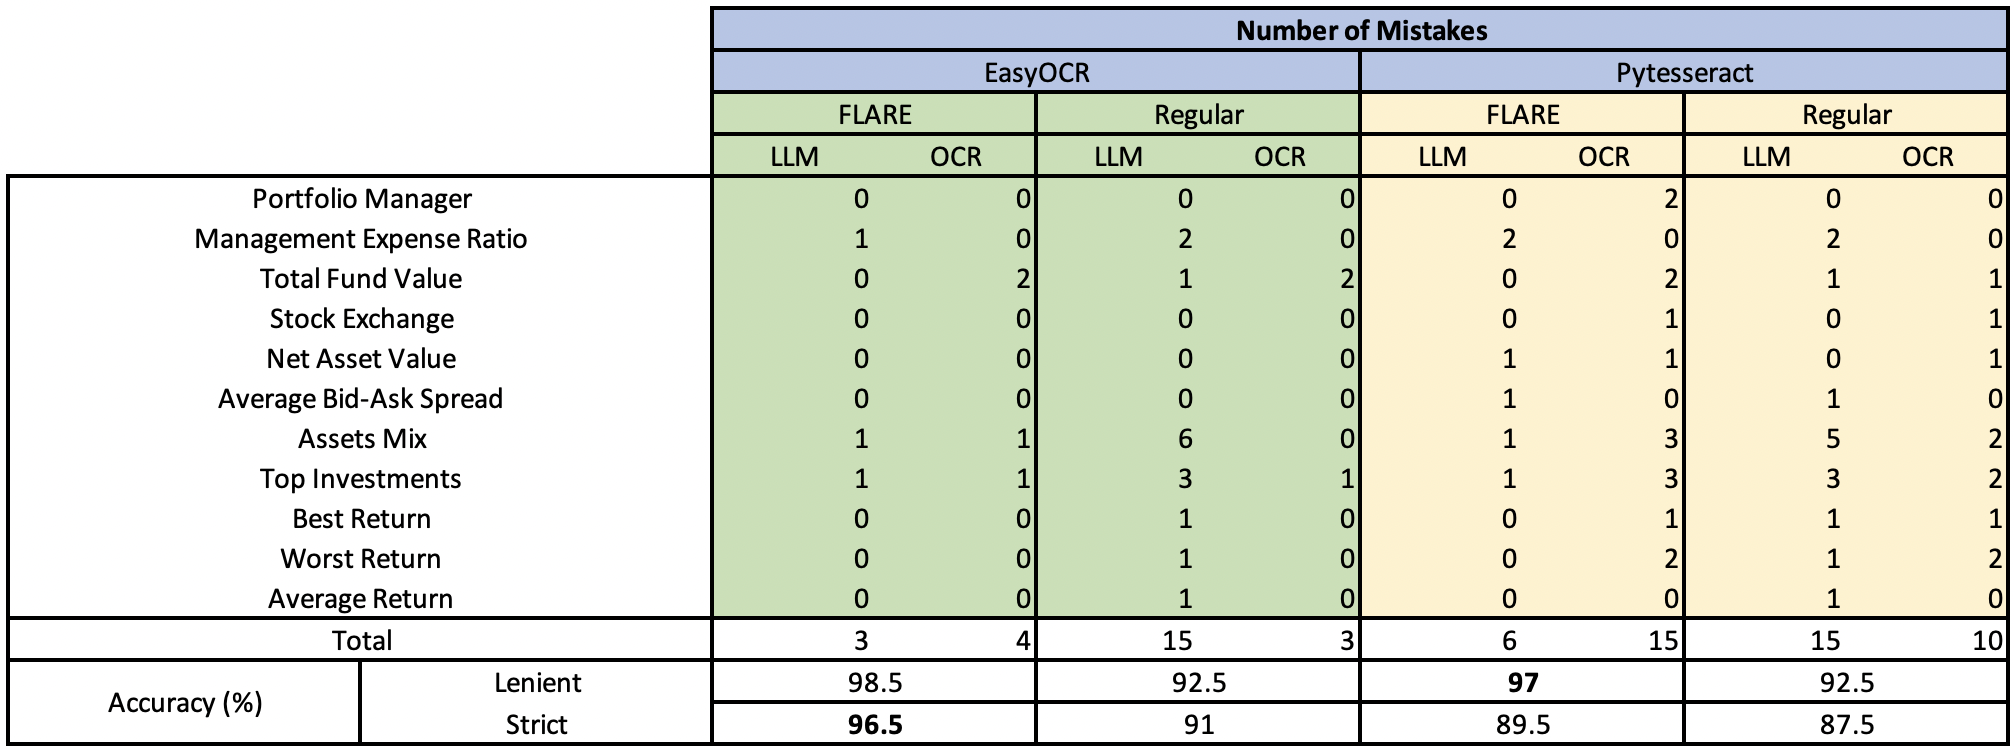 Number of Mistakes
EasyOCR Pytesseract
FLARE Regular FLARE Regular
LLM OCR LLM OCR LLM OCR LLM OCR
Portfolio Manager 0 0 0 0 0 2 0 0
Management Expense Ratio 1 0 2 0 2 0 2 0
Total Fund Value 0 2 1 2 0 2 1 1
Stock Exchange 0 0 0 0 0 1 0 1
Net Asset Value 0 0 0 0 1 1 0 1
Average Bid-Ask Spread 0 0 0 0 1 0 1 0
Assets Mix 1 1 6 0 1 3 5 2
Top Investments 1 1 3 1 1 3 3 2
Best Return 0 0 1 0 0 1 1 1
Worst Return 0 0 1 0 0 2 1 2
Average Return 0 0 1 0 0 0 1 0
Total 3 4 15 3 6 15 15 10
Accuracy (%) Lenient 98.5 92.5 97 92.5
Strict 96.5 91 89.5 87.5